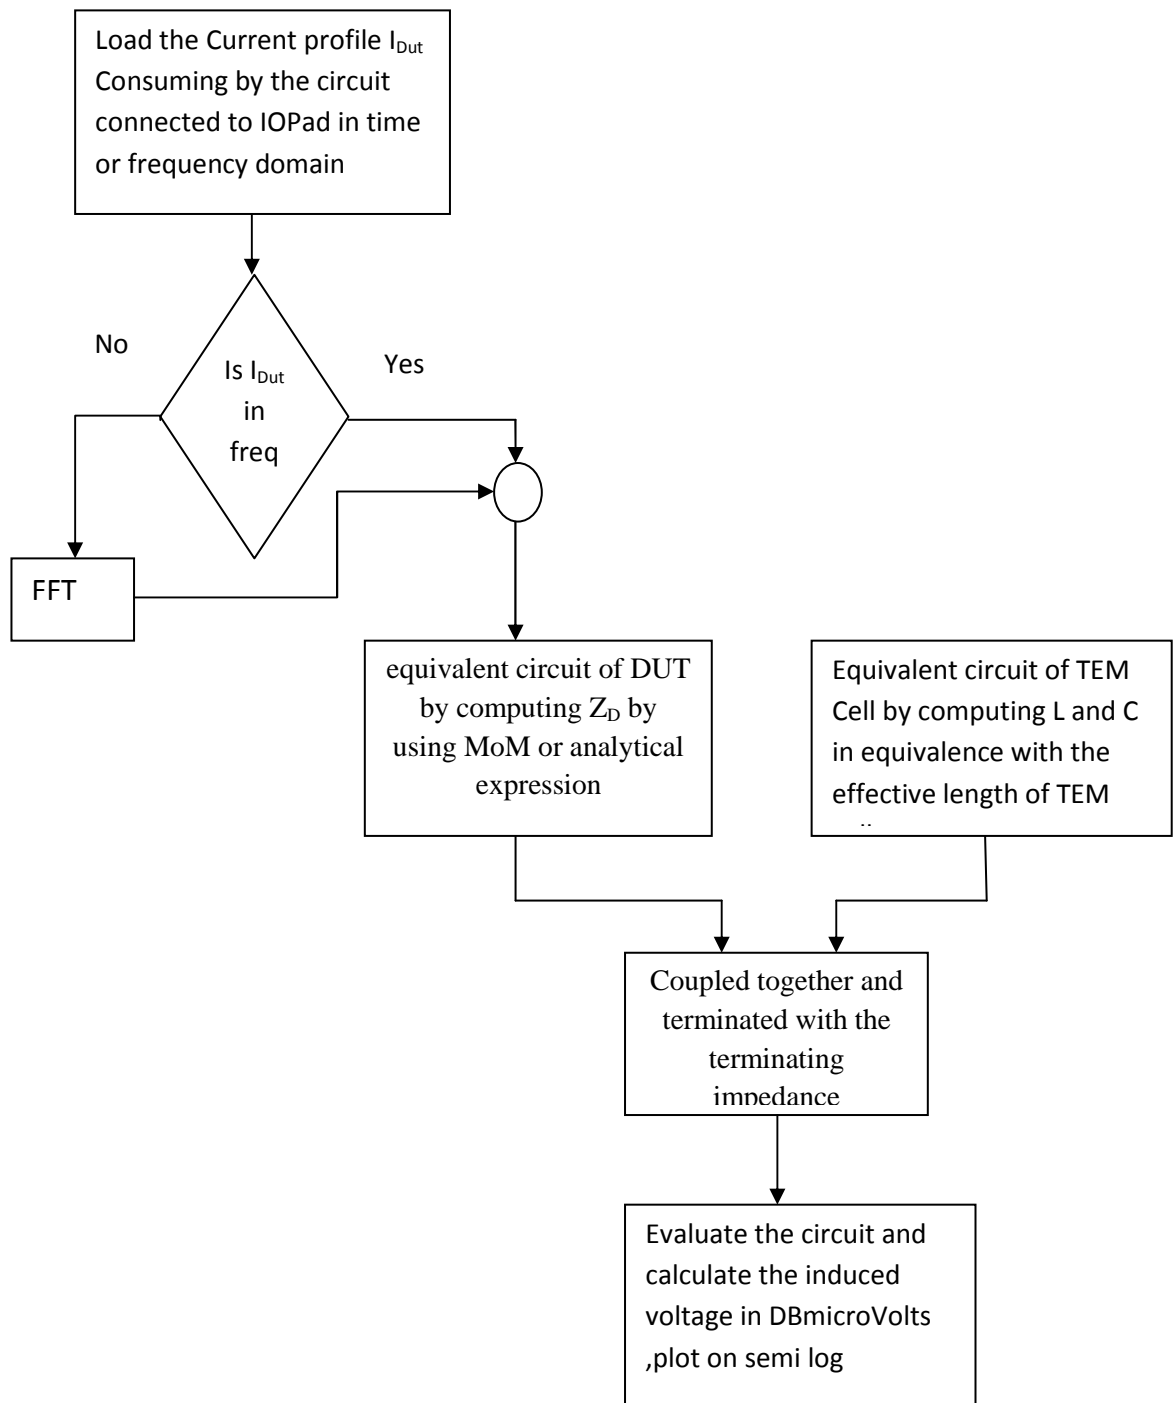 Load the Current profile I_Dut
Consuming by the circuit
connected to IOPad in time
or frequency domain
No
Yes
Is I_Dut
in
freq
FFT
equivalent circuit of DUT
by computing Z_D by
using MoM or analytical
expression
Equivalent circuit of TEM
Cell by computing L and C
in equivalence with the
effective length of TEM
Coupled together and
terminated with the
terminating
impedance
Evaluate the circuit and
calculate the induced
voltage in DBmicroVolts
,plot on semi log